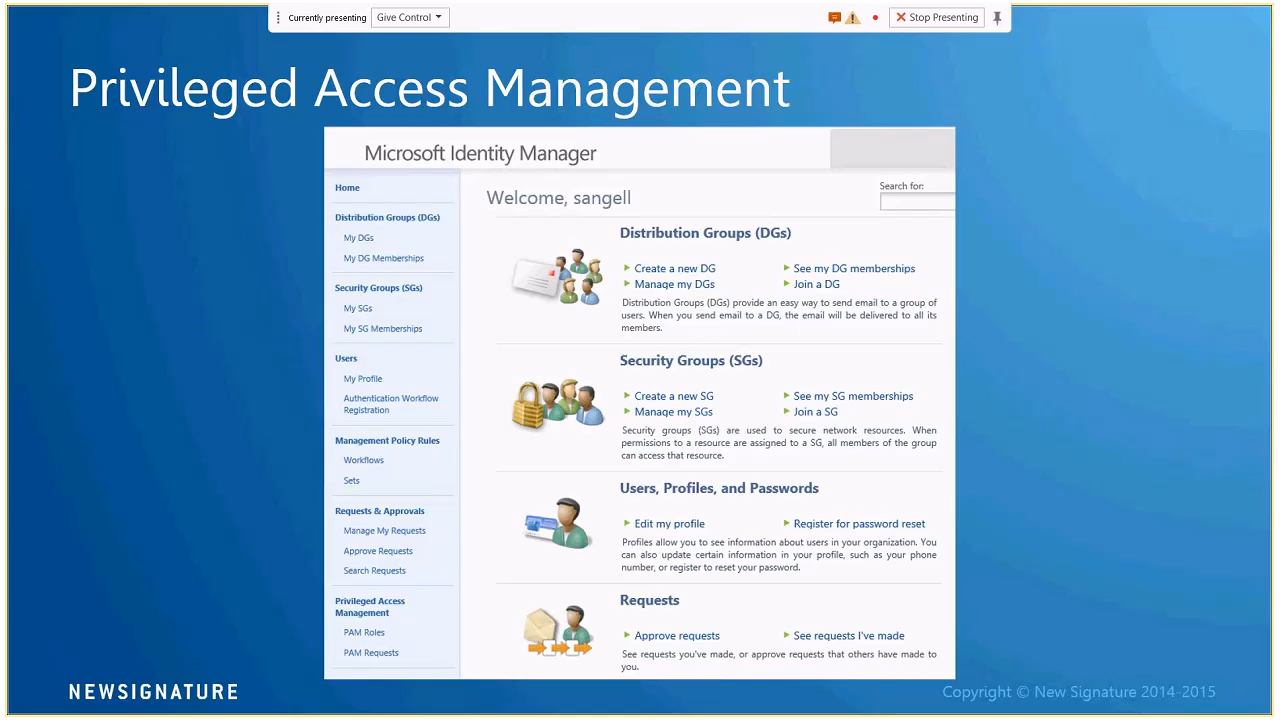 Currently presenting Give Control Stop Presenting
Privileged Access Management
Microsoft Identity Manager
Home
Distribution Groups (DGs)
My DGs
My DG Memberships
Security Groups (SGs)
My SGs
My SG Memberships
Users
My Profile
Authentication Workflow
Registration
Management Policy Rules
Workflows
Sets
Requests & Approvals
Manage My Requests
Approve Requests
Search Requests
Privileged Access
Management
PAM Roles
PAM Requests
Welcome, sangell
Search for:
Distribution Groups (DGs)
Create a new DG See my DG memberships
Manage my DGs Join a DG
Distribution Groups (DGs) provide an easy way to send email to a group of
users. When you send email to a DG, the email will be delivered to all its
members.
Security Groups (SGs)
Create a new SG See my SG memberships
Manage my SGs Join a SG
Security groups (SGs) are used to secure network resources. When
permissions to a resource are assigned to a SG, all members of the group
can access that resource.
Users, Profiles, and Passwords
Edit my profile Register for password reset
Profiles allow you to see information about users in your organization. You
can also update certain information in your profile, such as your phone
number, or register to reset your password.
Requests
Approve requests See requests I've made
See requests you've made, or approve requests that others have made to
you.
NEWSIGNATURE
Copyright © New Signature 2014-2015